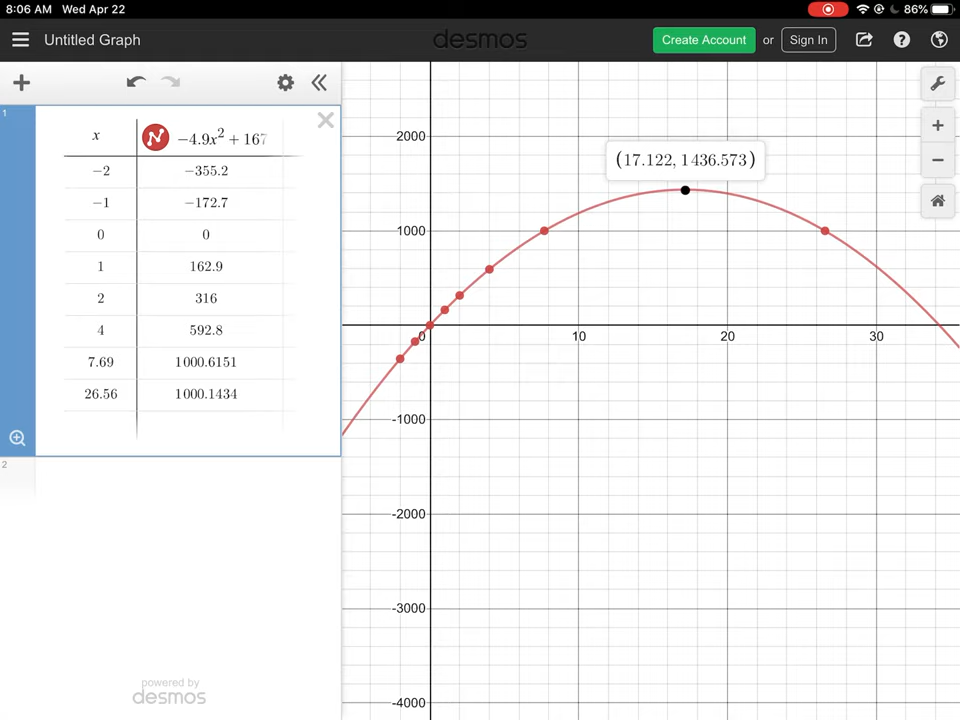 8:06 AM Wed Apr 22
86%
Untitled Graph
desmos
Create Account or Sign In
1
x −4.9x² + 167
−2 −355.2
−1 −172.7
0 0
1 162.9
2 316
4 592.8
7.69 1000.6151
26.56 1000.1434
2
powered by
desmos
(17.122, 1436.573)
2000
1000
0 10 20 30
-1000
-2000
-3000
-4000